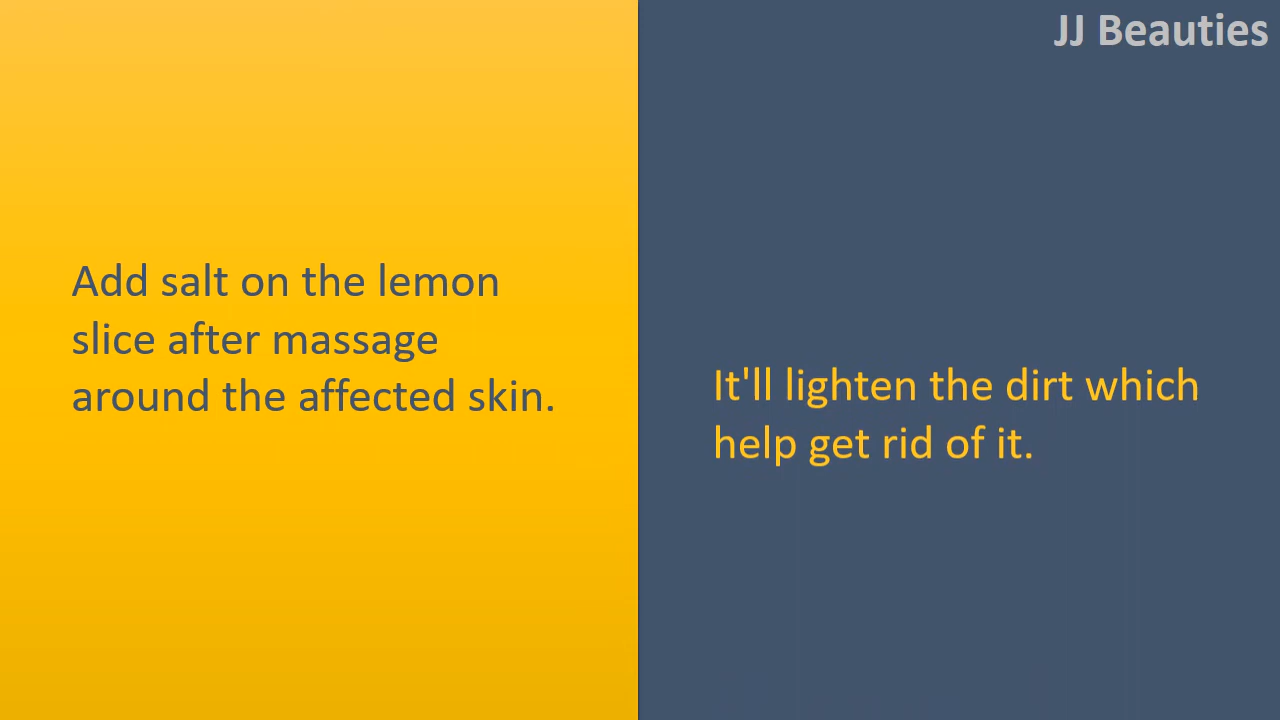 JJ Beauties
Add salt on the lemon
slice after massage
around the affected skin.
It'll lighten the dirt which
help get rid of it.